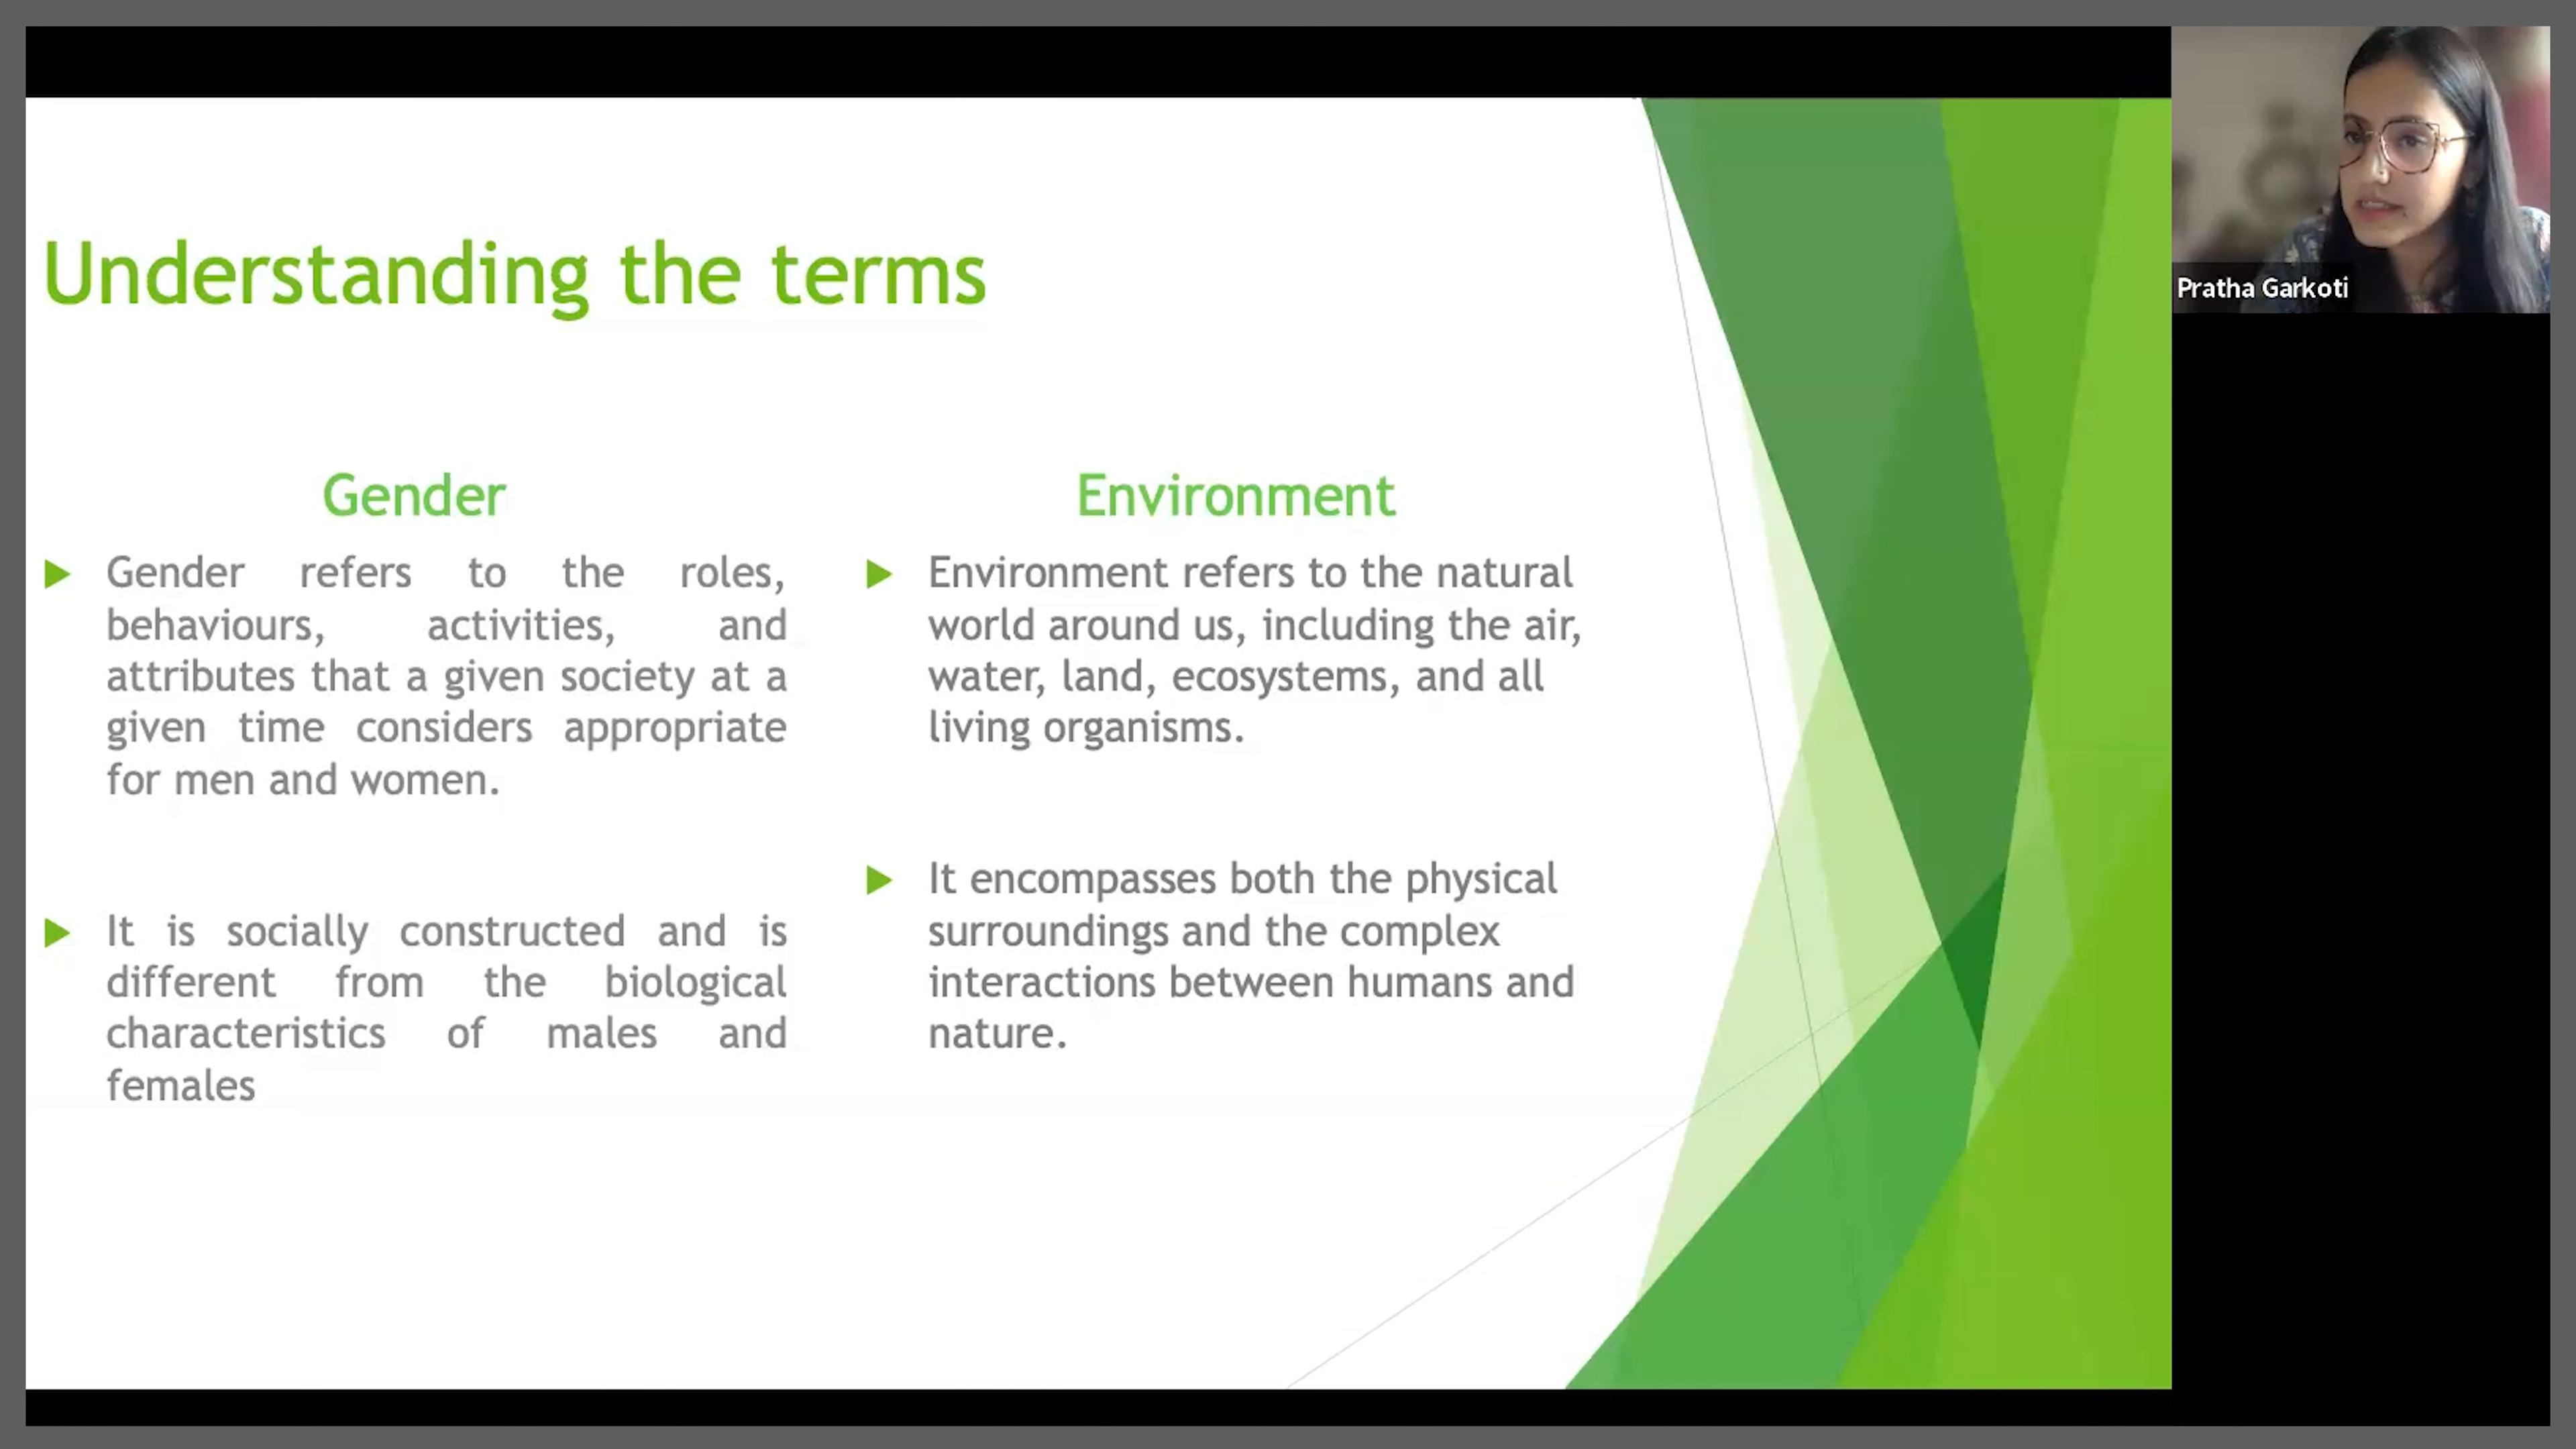 Understanding the terms
Gender
Gender refers to the roles,
behaviours, activities, and
attributes that a given society at a
given time considers appropriate
for men and women.
It is socially constructed and is
different from the biological
characteristics of males and
females
Environment
Environment refers to the natural
world around us, including the air,
water, land, ecosystems, and all
living organisms.
It encompasses both the physical
surroundings and the complex
interactions between humans and
nature.
Pratha Garkoti